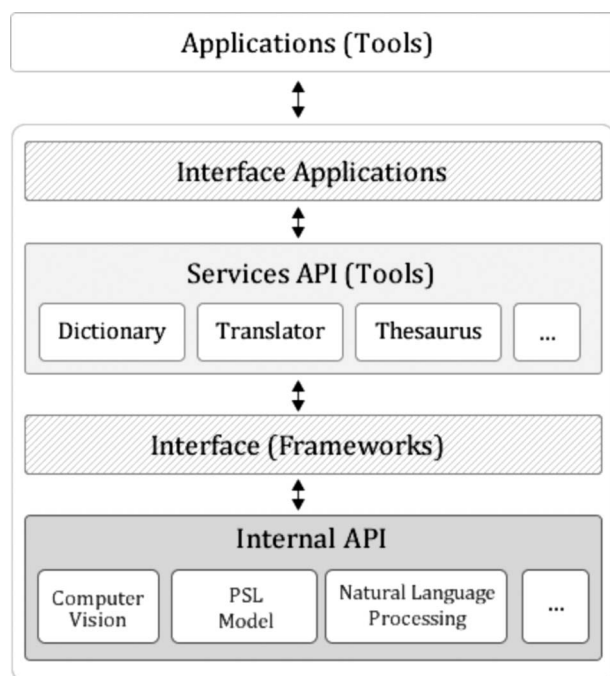 Applications (Tools)
Interface Applications
Services API (Tools)
Dictionary
Translator
Thesaurus
...
Interface (Frameworks)
Internal API
Computer
Vision
PSL
Model
Natural Language
Processing
...